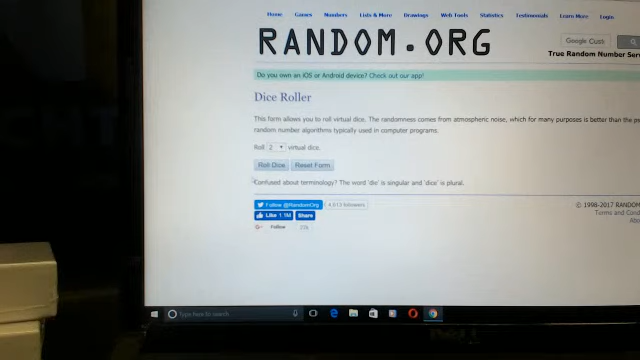 Home Games Numbers Lists & More Drawings Web Tools Statistics Testimonials Learn More Login
RANDOM.ORG
Google Cust
True Random Number Ser
Do you own an iOS or Android device? Check out our app!
Dice Roller
This form allows you to roll virtual dice. The randomness comes from atmospheric noise, which for many purposes is better than the
random number algorithms typically used in computer programs.
Roll 2 virtual dice.
Roll Dice Reset Form
Confused about terminology? The word 'die' is singular and 'dice' is plural.
Follow @RandomOrg followers
© 1998-2017 RANDOM
Like 1.1M Share
Terms and Cond
Follow
Abo
Type here to search